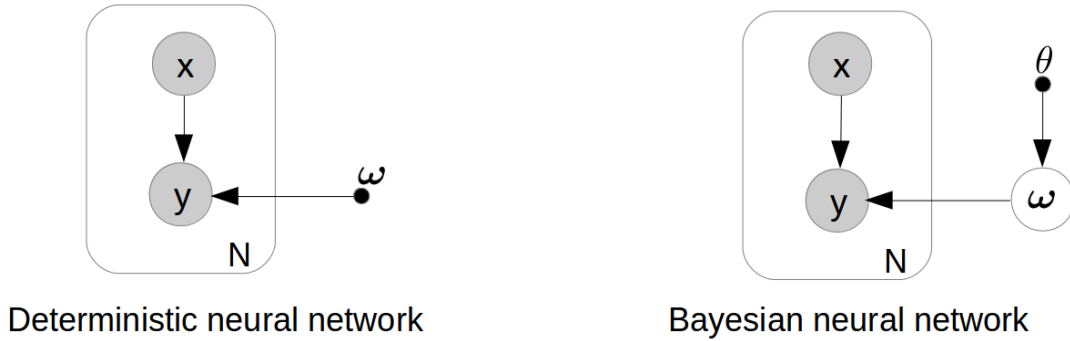 x
y
ω
N
Deterministic neural network
x
θ
y
ω
N
Bayesian neural network